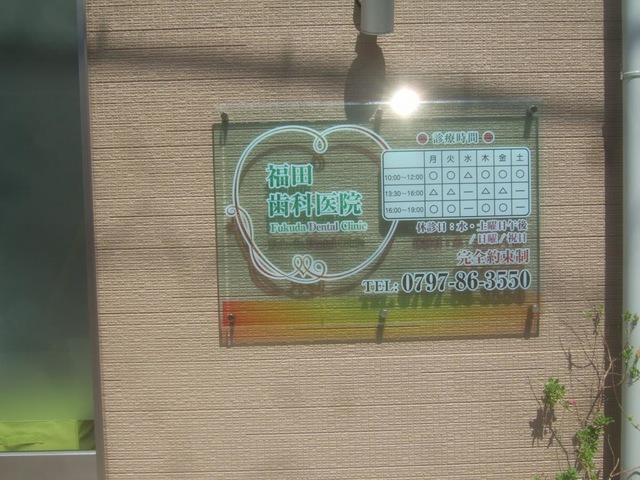 福田
歯科医院
Fukuda Dental Clinic
診療時間
月 火 水 木 金 土
10:00～12:00 ○ ○ △ ○ ○ ○
13:30～16:00 △ △ － △ △ －
16:00～19:00 ○ ○ － ○ ○ －
休診日：水・土曜日午後
/日曜/祝日
完全約束制
TEL: 0797-86-3550